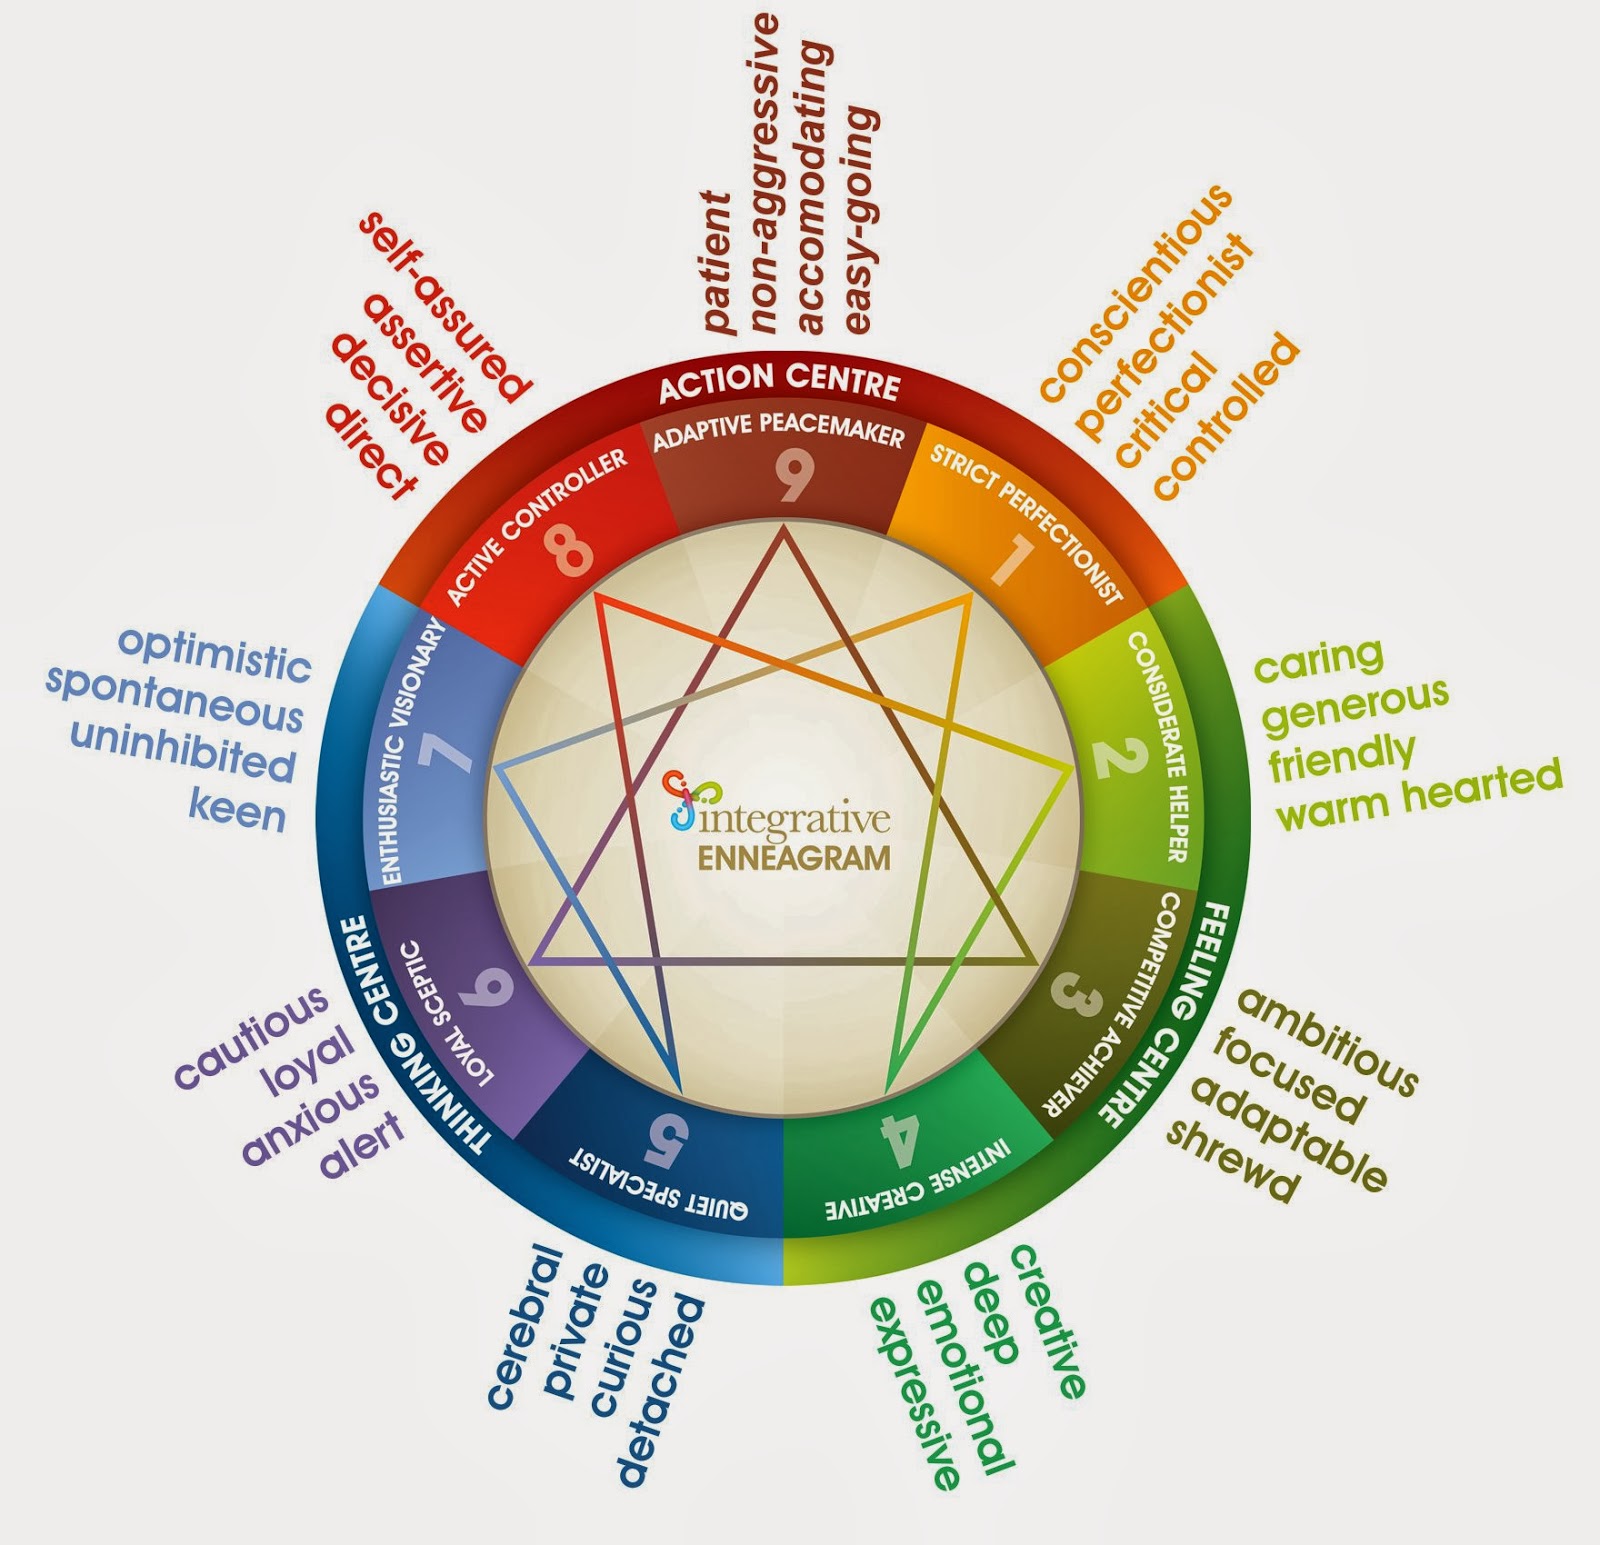 patient
non-aggressive
accomodating
easy-going
conscientious
perfectionist
critical
controlled
caring
generous
friendly
warm hearted
ambitious
focused
adaptable
shrewd
creative
deep
emotional
expressive
cerebral
private
curious
detached
cautious
loyal
anxious
alert
optimistic
spontaneous
uninhibited
keen
self-assured
assertive
decisive
direct
ACTION CENTRE
FEELING CENTRE
THINKING CENTRE
ADAPTIVE PEACEMAKER
9
STRICT PERFECTIONIST
1
CONSIDERATE HELPER
2
COMPETITIVE ACHIEVER
3
INTENSE CREATIVE
4
QUIET SPECIALIST
5
LOYAL SCEPTIC
6
ENTHUSIASTIC VISIONARY
7
ACTIVE CONTROLLER
8
integrative
ENNEAGRAM